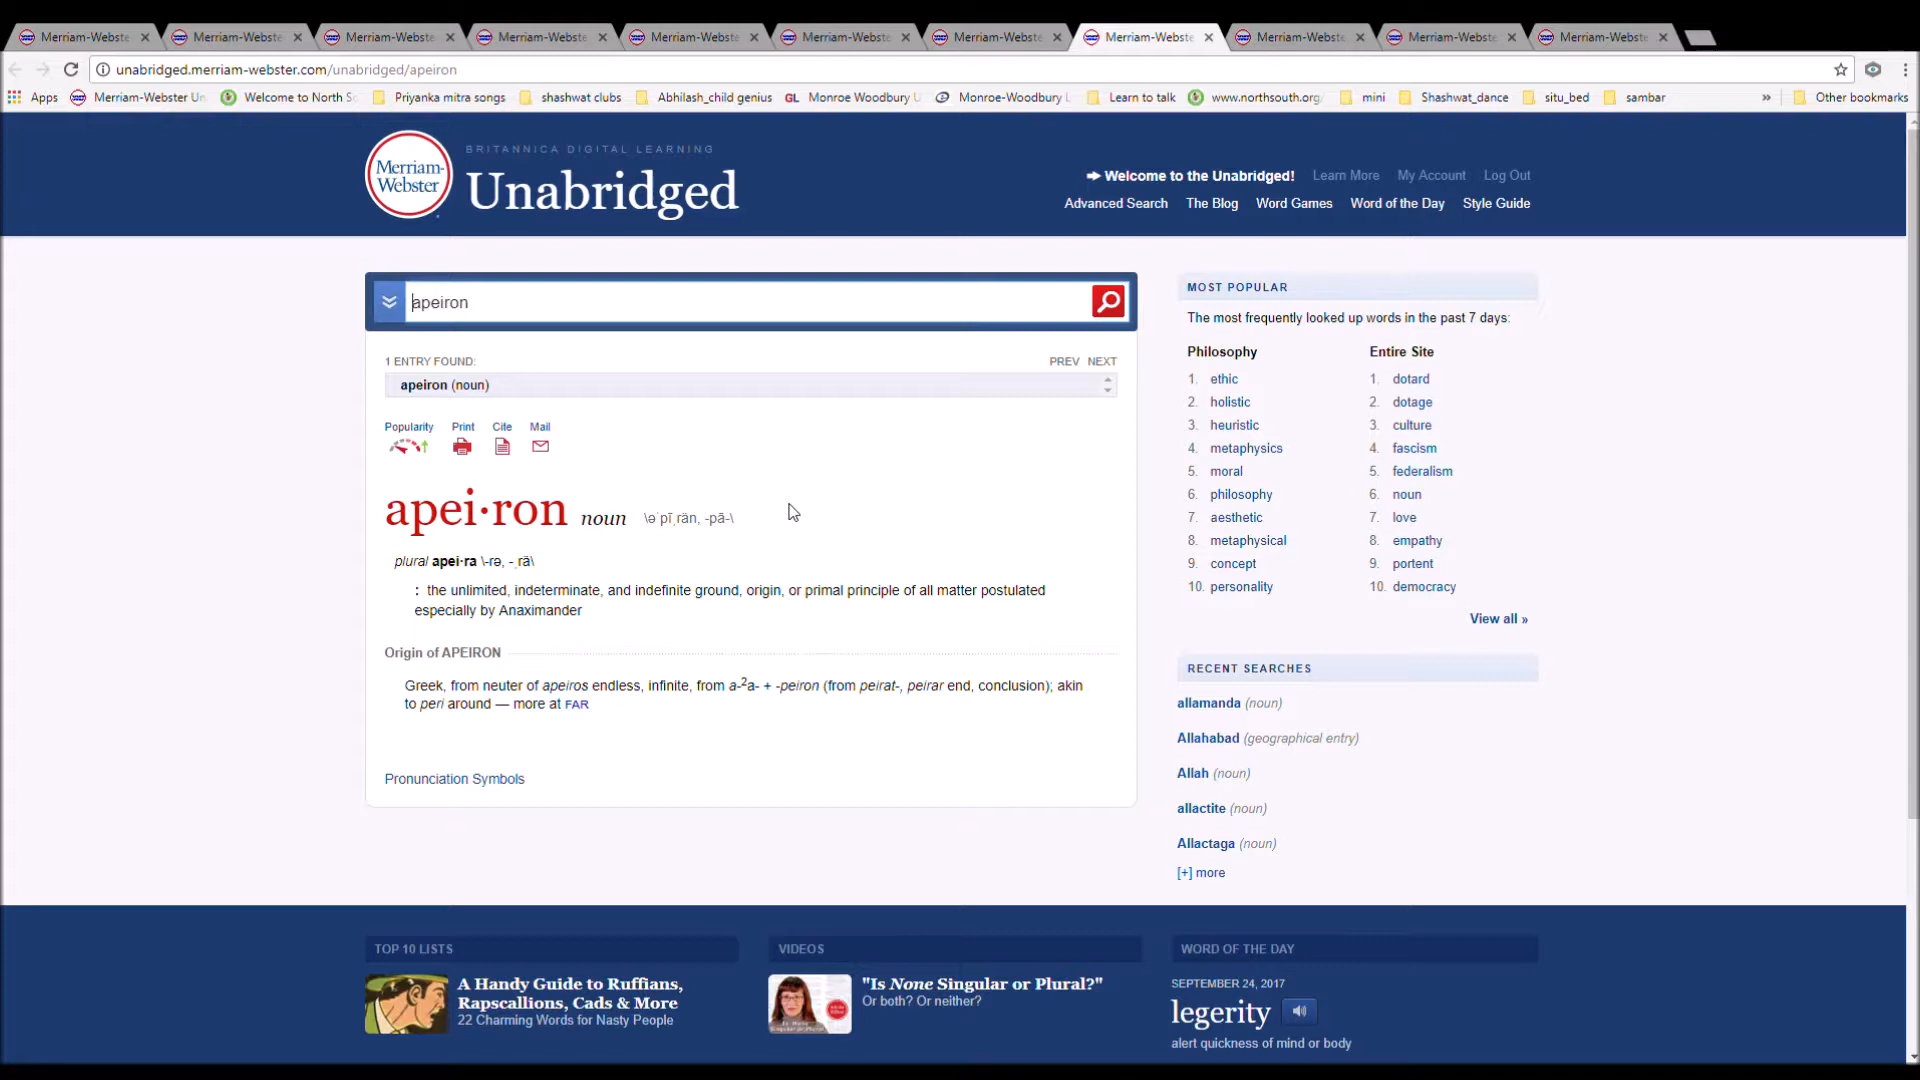 Merriam-Webste Merriam-Webste Merriam-Webste Merriam-Webste Merriam-Webste Merriam-Webste Merriam-Webste Merriam-Webste Merriam-Webste Merriam-Webste Merriam-Webste
unabridged.merriam-webster.com/unabridged/apeiron
Apps Merriam-Webster Un Welcome to North S Priyanka mitra songs shashwat clubs Abhilash_child genius GL Monroe Woodbury Monroe-Woodbury Learn to talk www.northsouth.org mini Shashwat_dance situ_bed sambar » Other bookmarks
Merriam-
Webster
BRITANNICA DIGITAL LEARNING
Unabridged
Welcome to the Unabridged! Learn More My Account Log Out
Advanced Search The Blog Word Games Word of the Day Style Guide
apeiron
1 ENTRY FOUND:
PREV NEXT
apeiron (noun)
Popularity Print Cite Mail
apei·ron noun \əˈpīˌrän, -pā-\
plural apei·ra \-rə, -ˌrä\
: the unlimited, indeterminate, and indefinite ground, origin, or primal principle of all matter postulated
especially by Anaximander
Origin of APEIRON
Greek, from neuter of apeiros endless, infinite, from a-²a- + -peiron (from peirat-, peirar end, conclusion); akin
to peri around — more at FAR
Pronunciation Symbols
MOST POPULAR
The most frequently looked up words in the past 7 days:
Philosophy
1. ethic
2. holistic
3. heuristic
4. metaphysics
5. moral
6. philosophy
7. aesthetic
8. metaphysical
9. concept
10. personality
Entire Site
1. dotard
2. dotage
3. culture
4. fascism
5. federalism
6. noun
7. love
8. empathy
9. portent
10. democracy
View all »
RECENT SEARCHES
allamanda (noun)
Allahabad (geographical entry)
Allah (noun)
allactite (noun)
Allactaga (noun)
[+] more
TOP 10 LISTS
A Handy Guide to Ruffians,
Rapscallions, Cads & More
22 Charming Words for Nasty People
VIDEOS
"Is None Singular or Plural?"
Or both? Or neither?
WORD OF THE DAY
SEPTEMBER 24, 2017
legerity
alert quickness of mind or body